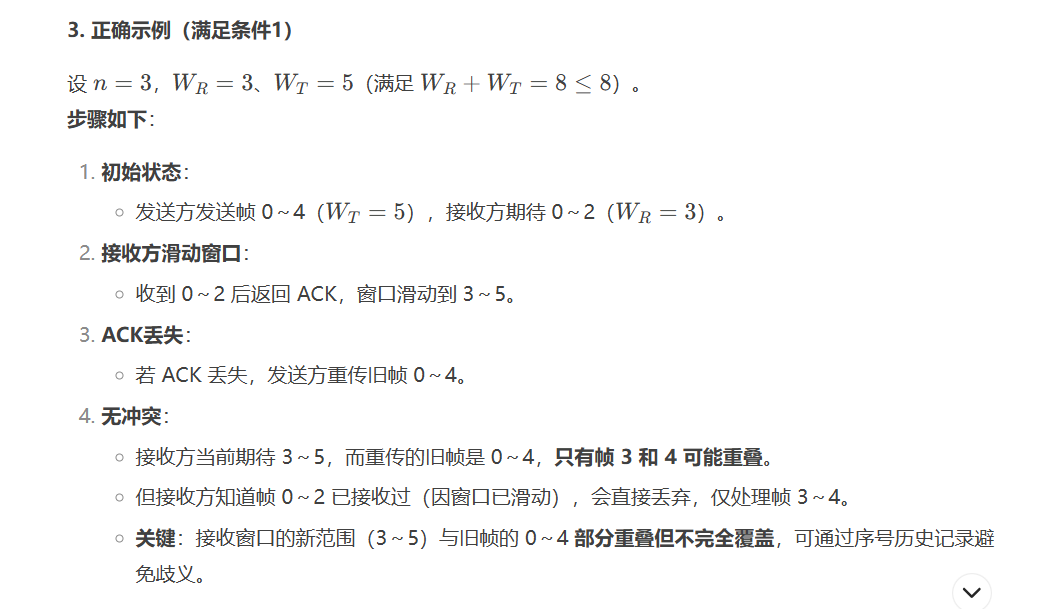 3. 正确示例（满足条件1）
设 n = 3，W_R = 3、W_T = 5（满足 W_R + W_T = 8 ≤ 8）。
步骤如下：
1. 初始状态：
○ 发送方发送帧 0~4（W_T = 5），接收方期待 0~2（W_R = 3）。
2. 接收方滑动窗口：
○ 收到 0~2 后返回 ACK，窗口滑动到 3~5。
3. ACK丢失：
○ 若 ACK 丢失，发送方重传旧帧 0~4。
4. 无冲突：
○ 接收方当前期待 3~5，而重传的旧帧是 0~4，只有帧 3 和 4 可能重叠。
○ 但接收方知道帧 0~2 已接收过（因窗口已滑动），会直接丢弃，仅处理帧 3~4。
○ 关键：接收窗口的新范围（3~5）与旧帧的 0~4 部分重叠但不完全覆盖，可通过序号历史记录避
免歧义。